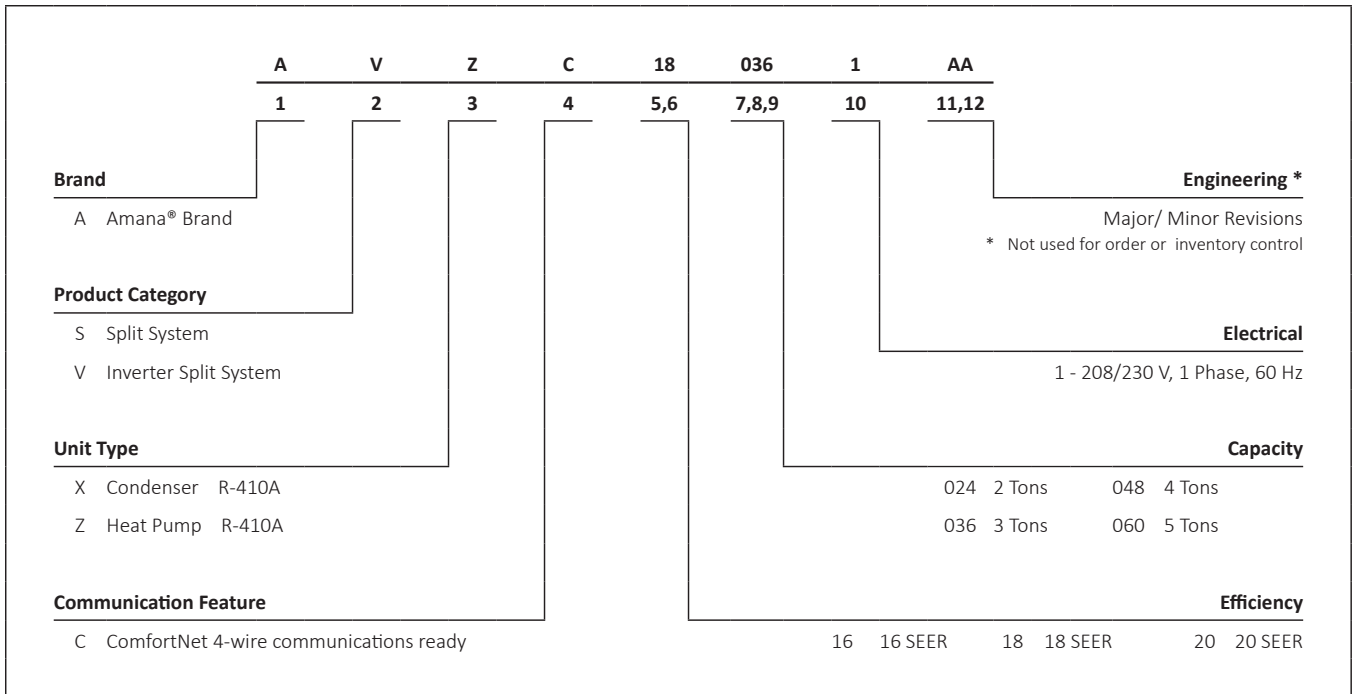 A V Z C 18 036 1 AA
1 2 3 4 5,6 7,8,9 10 11,12
Brand
A Amana® Brand
Product Category
S Split System
V Inverter Split System
Unit Type
X Condenser R-410A
Z Heat Pump R-410A
Communication Feature
C ComfortNet 4-wire communications ready
Engineering *
Major/ Minor Revisions
* Not used for order or inventory control
Electrical
1 - 208/230 V, 1 Phase, 60 Hz
Capacity
024 2 Tons 048 4 Tons
036 3 Tons 060 5 Tons
Efficiency
16 16 SEER 18 18 SEER 20 20 SEER